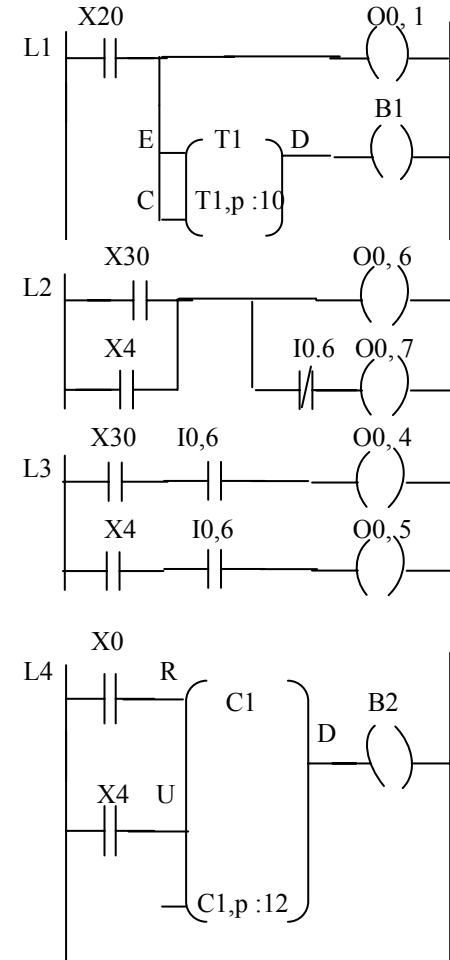 X20 O0, 1
L1
B1
E T1 D
C T1,p :10
X30 O0, 6
L2
X4 I0.6 O0, 7
X30 I0,6 O0, 4
L3
X4 I0,6 O0, 5
X0
L4 R
C1 B2
D
X4 U
C1,p :12